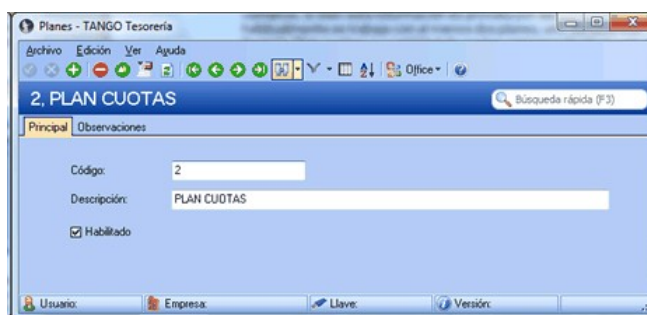 Planes - TANGO Tesorería
Archivo Edición Ver Ayuda
Office
2, PLAN CUOTAS
Búsqueda rápida (F3)
Principal Observaciones
Código: 2
Descripción: PLAN CUOTAS
Habilitado
Usuario: Empresa: Llave: Versión: